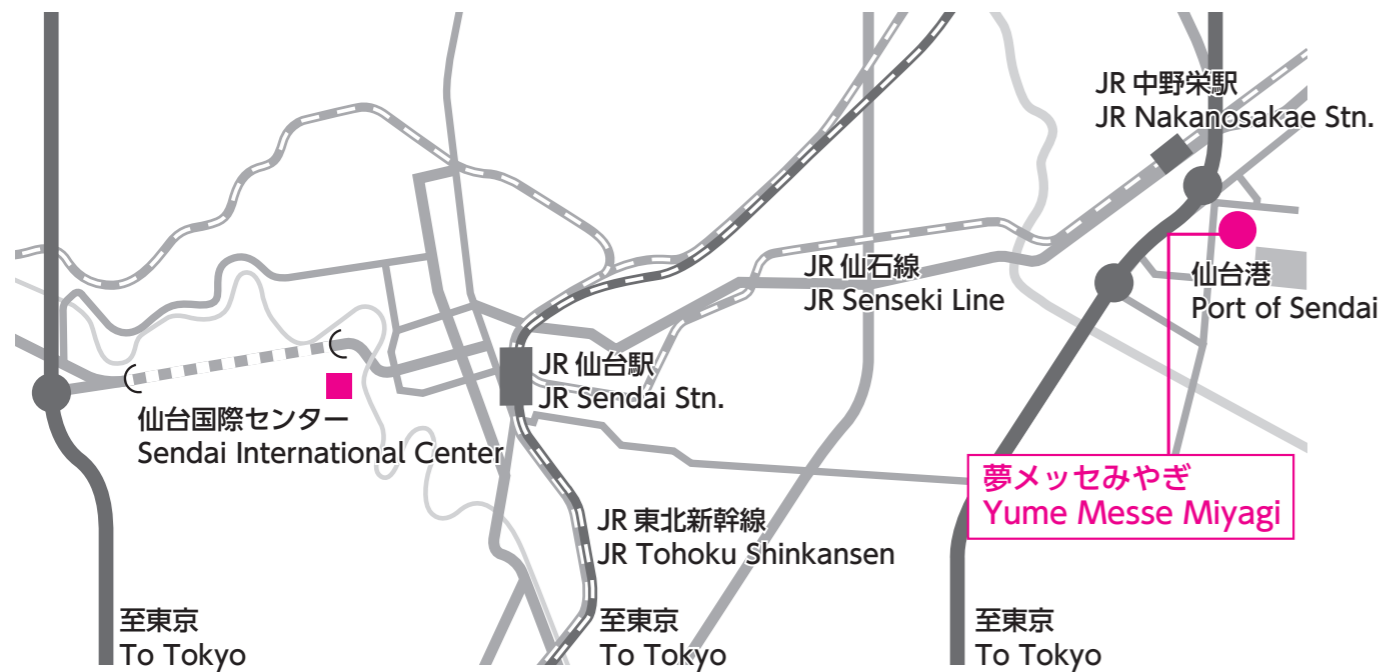 JR 中野栄駅
JR Nakanosakae Stn.
JR 仙石線
JR Senseki Line
仙台港
Port of Sendai
JR 仙台駅
JR Sendai Stn.
仙台国際センター
Sendai International Center
夢メッセみやぎ
Yume Messe Miyagi
JR 東北新幹線
JR Tohoku Shinkansen
至東京
To Tokyo
至東京
To Tokyo
至東京
To Tokyo